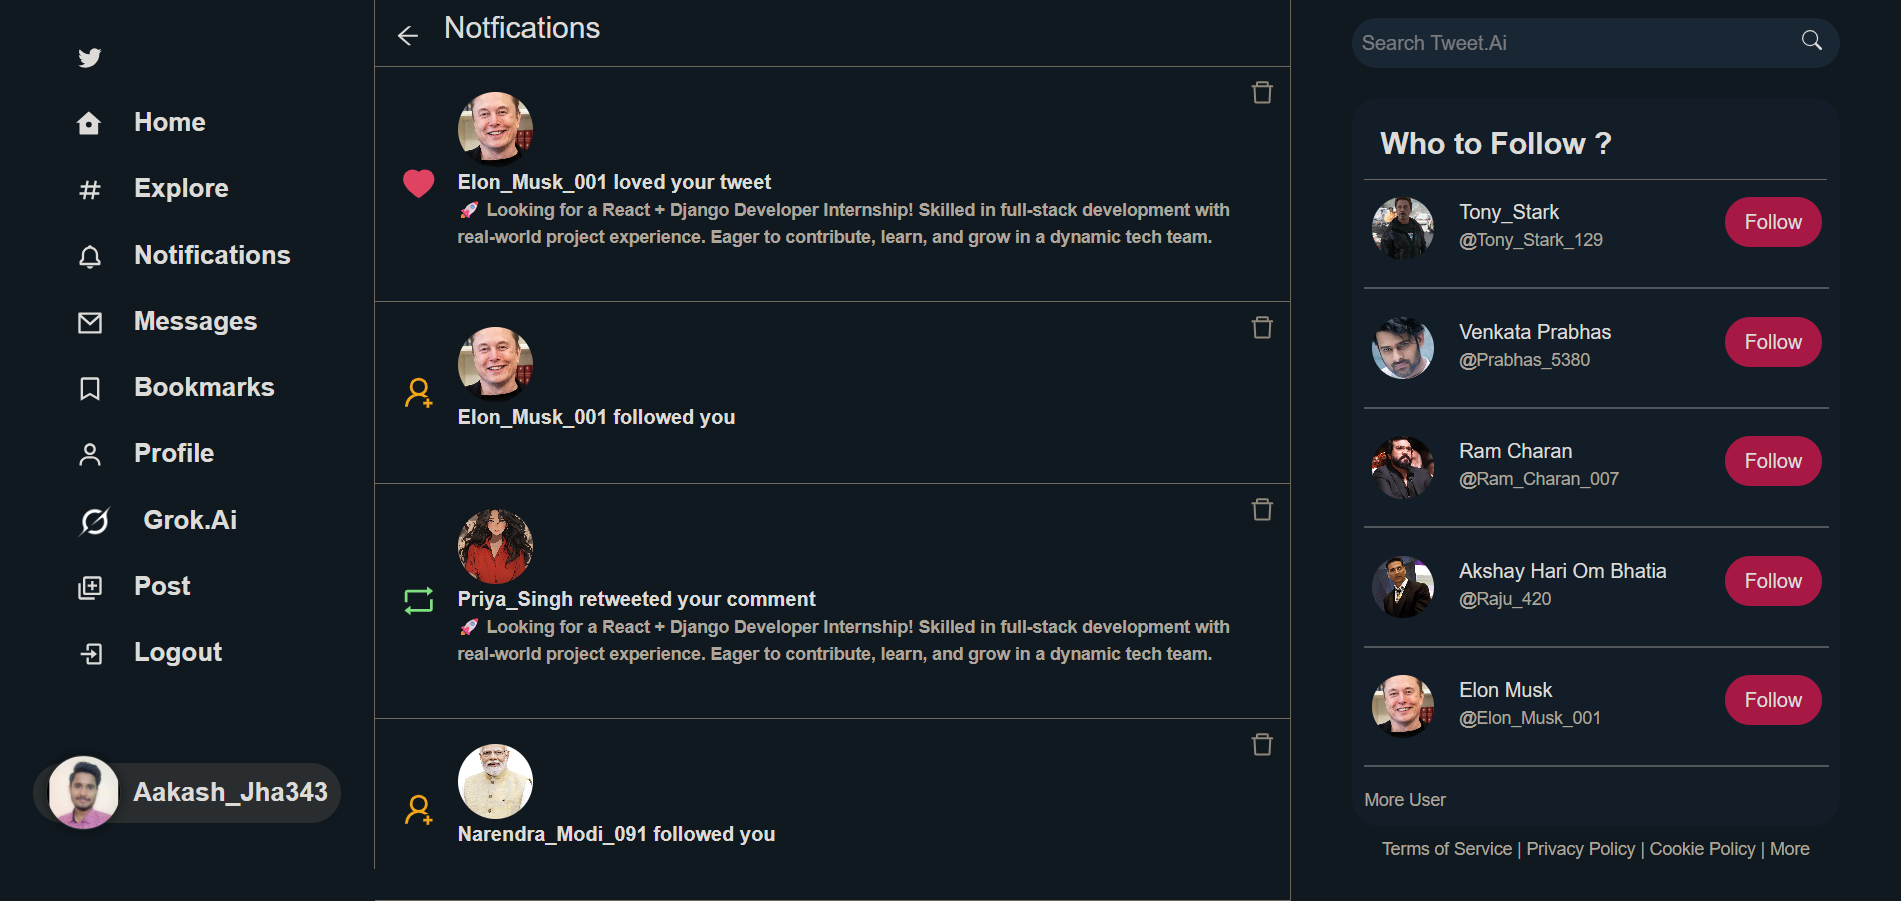 Home
Explore
Notifications
Messages
Bookmarks
Profile
Grok.Ai
Post
Logout
Aakash_Jha343
Notfications
Elon_Musk_001 loved your tweet
🚀 Looking for a React + Django Developer Internship! Skilled in full-stack development with
real-world project experience. Eager to contribute, learn, and grow in a dynamic tech team.
Elon_Musk_001 followed you
Priya_Singh retweeted your comment
🚀 Looking for a React + Django Developer Internship! Skilled in full-stack development with
real-world project experience. Eager to contribute, learn, and grow in a dynamic tech team.
Narendra_Modi_091 followed you
Search Tweet.Ai
Who to Follow ?
Tony_Stark
@Tony_Stark_129
Follow
Venkata Prabhas
@Prabhas_5380
Follow
Ram Charan
@Ram_Charan_007
Follow
Akshay Hari Om Bhatia
@Raju_420
Follow
Elon Musk
@Elon_Musk_001
Follow
More User
Terms of Service | Privacy Policy | Cookie Policy | More